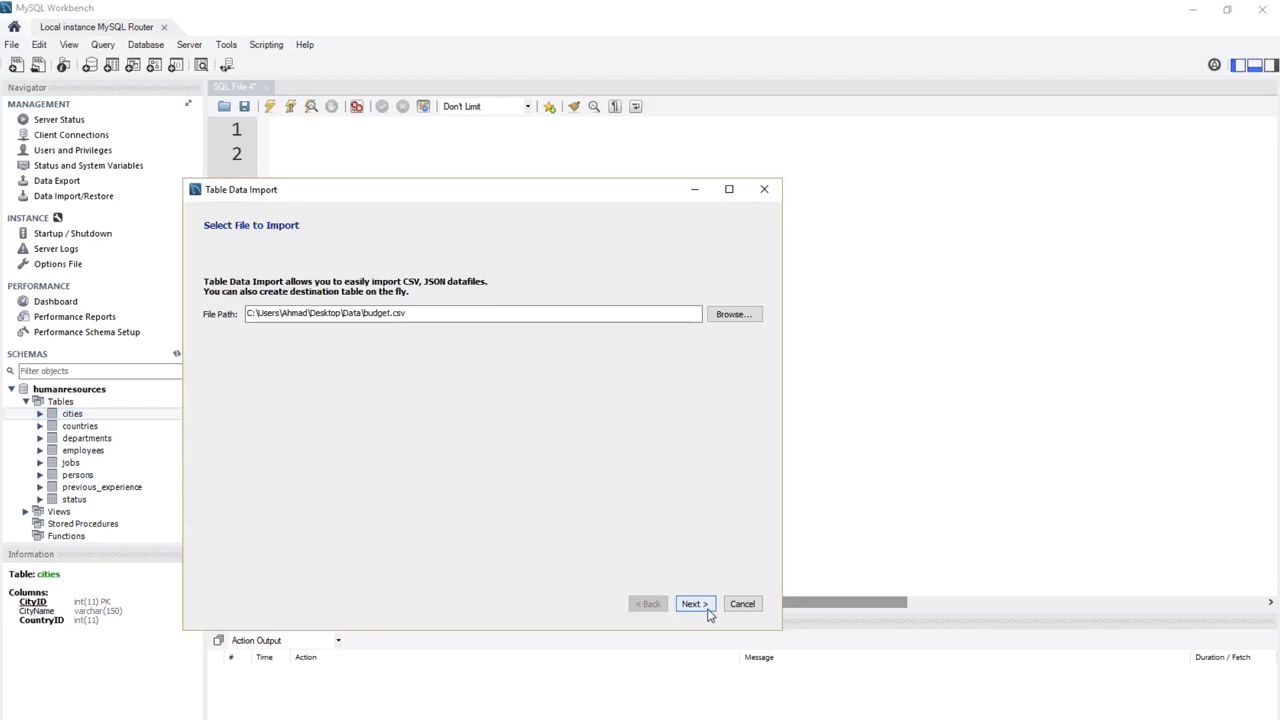 MySQL Workbench
Local instance MySQL Router
File Edit View Query Database Server Tools Scripting Help
Navigator
SQL File 4*
MANAGEMENT
Server Status
Client Connections
Users and Privileges
Status and System Variables
Data Export
Data Import/Restore
INSTANCE
Startup / Shutdown
Server Logs
Options File
PERFORMANCE
Dashboard
Performance Reports
Performance Schema Setup
SCHEMAS
Filter objects
humanresources
Tables
cities
countries
departments
employees
jobs
persons
previous_experience
status
Views
Stored Procedures
Functions
Information
Table: cities
Columns:
CityID int(11) PK
CityName varchar(150)
CountryID int(11)
Don't Limit
1
2
Table Data Import
Select File to Import
Table Data Import allows you to easily import CSV, JSON datafiles.
You can also create destination table on the fly.
File Path: C:\Users\Ahmad\Desktop\Data\budget.csv Browse...
< Back Next > Cancel
Action Output
# Time Action Message Duration / Fetch